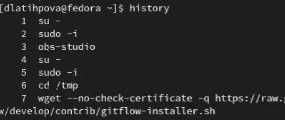 [dlatihpova@fedora ~]$ history
1 su -
2 sudo -i
3 obs-studio
4 su -
5 sudo -i
6 cd /tmp
7 wget --no-check-certificate -q https://raw.g
w/develop/contrib/gitflow-installer.sh